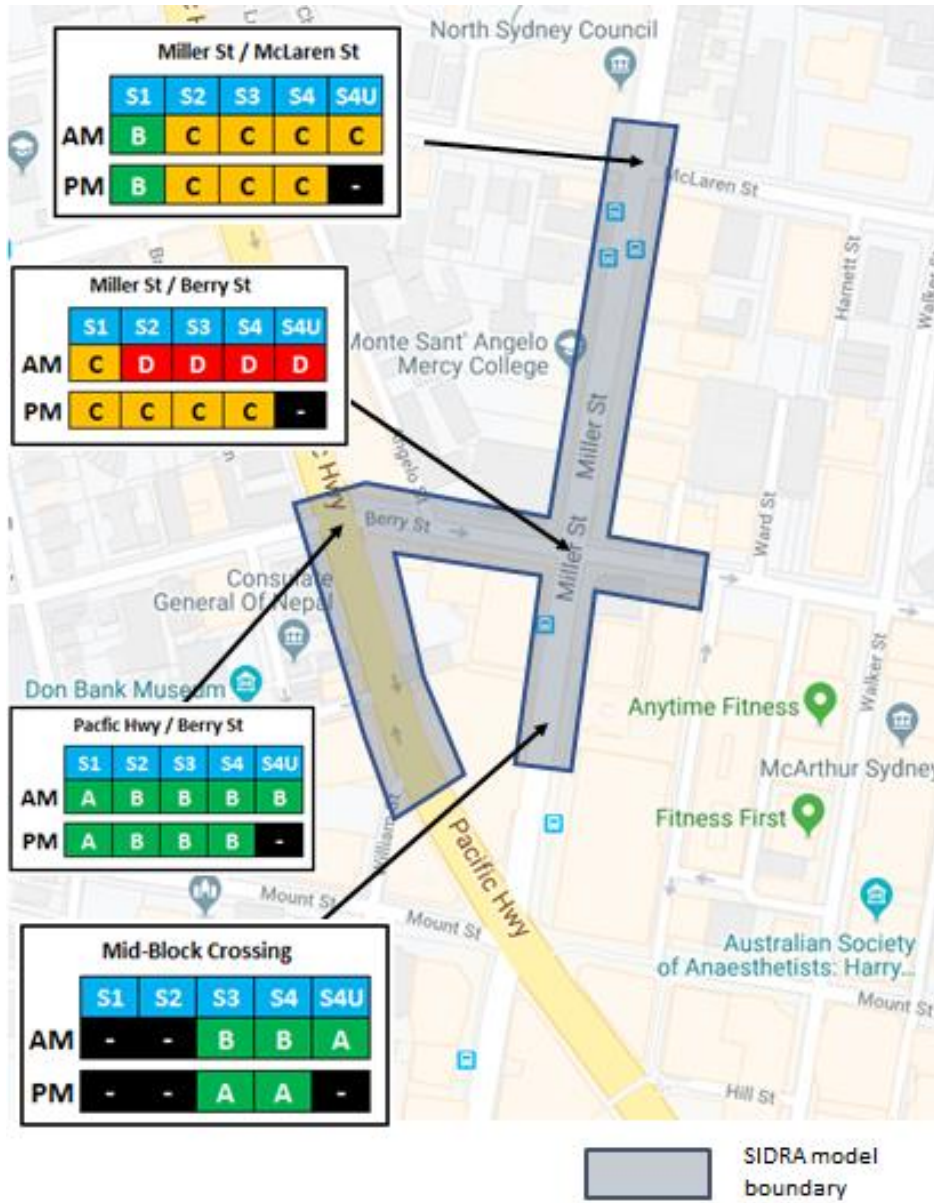 Miller St / McLaren St
S1 S2 S3 S4 S4U
AM B C C C C
PM B C C C -
North Sydney Council
McLaren St
Miller St / Berry St
S1 S2 S3 S4 S4U
AM C D D D D
PM C C C C -
Harnett St
Walker
Monte Sant' Angelo
Mercy College
Miller St
Hwy
Berry St
Miller St
Ward St
Consulate
General Of Nepal
Don Bank Museum
Walker St
Anytime Fitness
McArthur Sydney
Fitness First
Pacfic Hwy / Berry St
S1 S2 S3 S4 S4U
AM A B B B B
PM A B B B -
William
Pacific Hwy
Mount St
Mount St
Australian Society
of Anaesthetists: Harry...
Mount St
Mid-Block Crossing
S1 S2 S3 S4 S4U
AM - - B B A
PM - - A A -
Hill St
SIDRA model
boundary